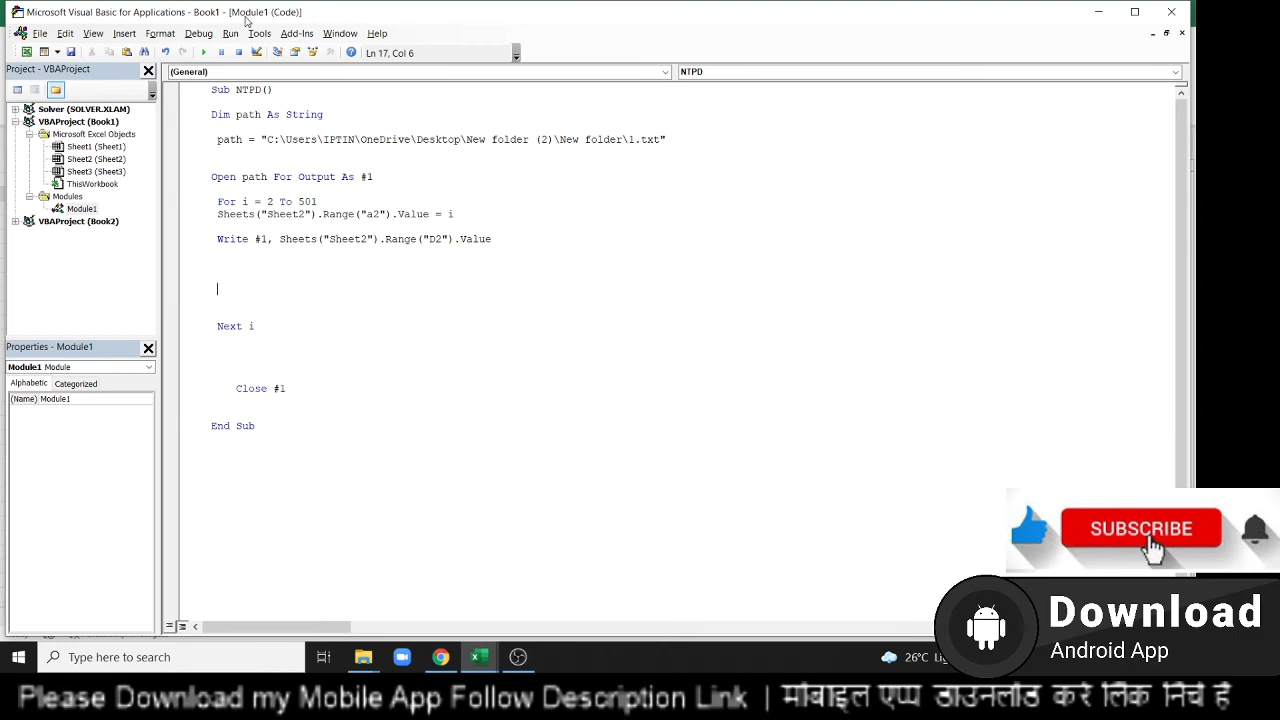 Microsoft Visual Basic for Applications - Book1 - [Module1 (Code)]
File Edit View Insert Format Debug Run Tools Add-Ins Window Help
Ln 17, Col 6
Project - VBAProject
(General)
NTPD
Solver (SOLVER.XLAM)
VBAProject (Book1)
Microsoft Excel Objects
Sheet1 (Sheet1)
Sheet2 (Sheet2)
Sheet3 (Sheet3)
ThisWorkbook
Modules
Module1
VBAProject (Book2)
Properties - Module1
Module1 Module
Alphabetic Categorized
(Name) Module1
Sub NTPD()
Dim path As String
path = "C:\Users\IPTIN\OneDrive\Desktop\New folder (2)\New folder\1.txt"
Open path For Output As #1
For i = 2 To 501
Sheets("Sheet2").Range("a2").Value = i
Write #1, Sheets("Sheet2").Range("D2").Value
Next i
Close #1
End Sub
SUBSCRIBE
Download
Android App
Type here to search
26°C
Please Download my Mobile App Follow Description Link | मोबाइल एप्प डाउनलोड करे लिंक निचे है